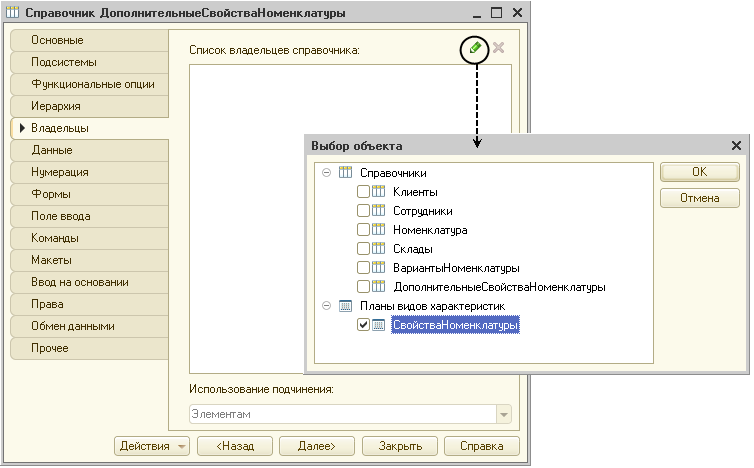 Справочник ДополнительныеСвойстваНоменклатуры
Основные
Подсистемы
Функциональные опции
Иерархия
Владельцы
Данные
Нумерация
Формы
Поле ввода
Команды
Макеты
Ввод на основании
Права
Обмен данными
Прочее
Список владельцев справочника:
Выбор объекта
Справочники
Клиенты
Сотрудники
Номенклатура
Склады
ВариантыНоменклатуры
ДополнительныеСвойстваНоменклатуры
Планы видов характеристик
СвойстваНоменклатуры
OK
Отмена
Использование подчинения:
Элементам
Действия
<Назад
Далее>
Закрыть
Справка